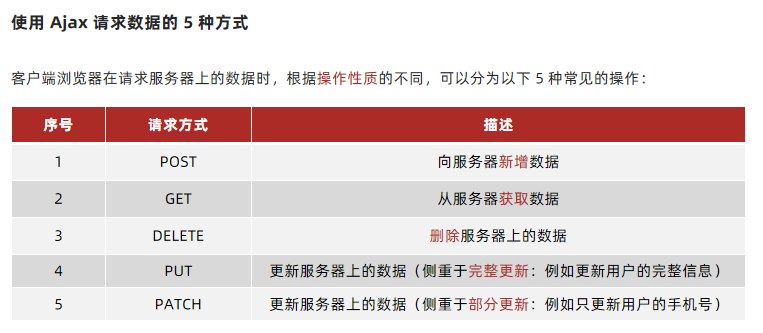 使用 Ajax 请求数据的 5 种方式
客户端浏览器在请求服务器上的数据时，根据操作性质的不同，可以分为以下 5 种常见的操作：
序号 请求方式 描述
1 POST 向服务器新增数据
2 GET 从服务器获取数据
3 DELETE 删除服务器上的数据
4 PUT 更新服务器上的数据（侧重于完整更新：例如更新用户的完整信息）
5 PATCH 更新服务器上的数据（侧重于部分更新：例如只更新用户的手机号）